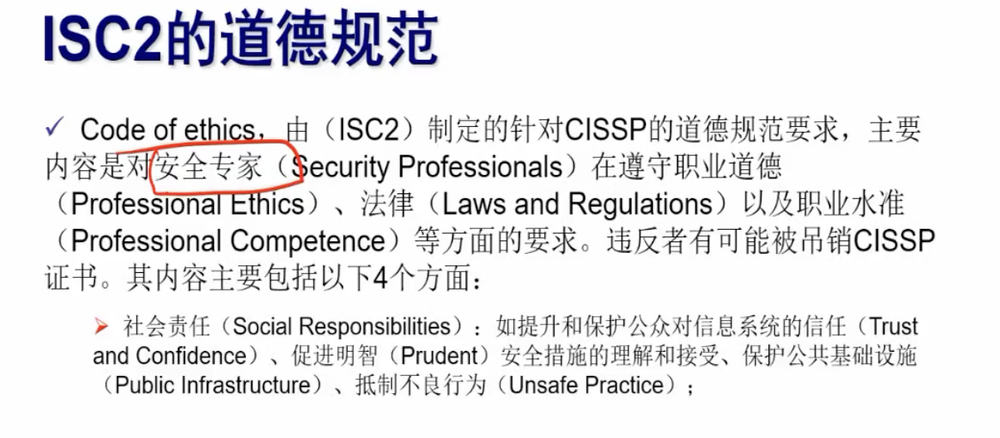 ISC2的道德规范
✓ Code of ethics，由（ISC2）制定的针对CISSP的道德规范要求，主要
内容是对安全专家（Security Professionals）在遵守职业道德
（Professional Ethics）、法律（Laws and Regulations）以及职业水准
（Professional Competence）等方面的要求。违反者有可能被吊销CISSP
证书。其内容主要包括以下4个方面：
➢ 社会责任（Social Responsibilities）：如提升和保护公众对信息系统的信任（Trust
and Confidence）、促进明智（Prudent）安全措施的理解和接受、保护公共基础设施
（Public Infrastructure）、抵制不良行为（Unsafe Practice）；